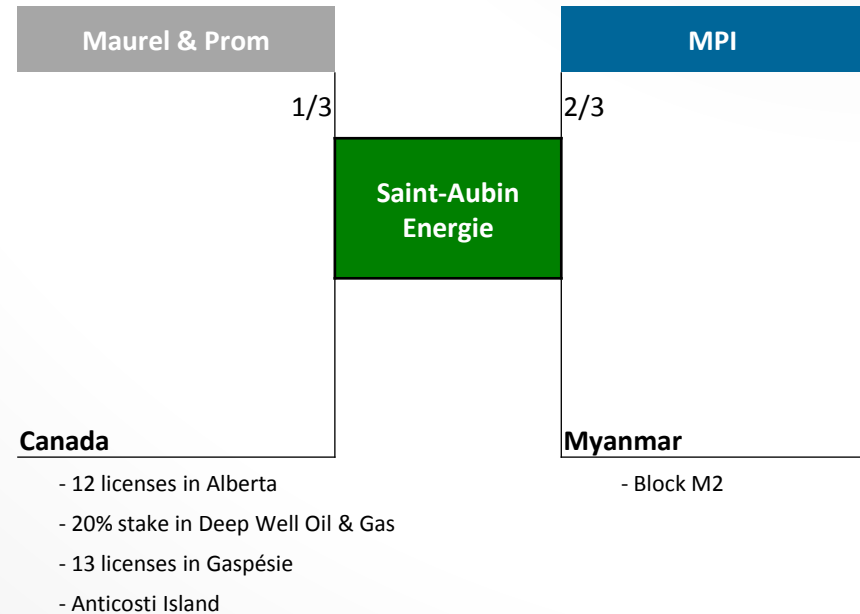 Maurel & Prom
MPI
1/3
2/3
Saint-Aubin
Energie
Canada
- 12 licenses in Alberta
- 20% stake in Deep Well Oil & Gas
- 13 licenses in Gaspésie
- Anticosti Island
Myanmar
- Block M2